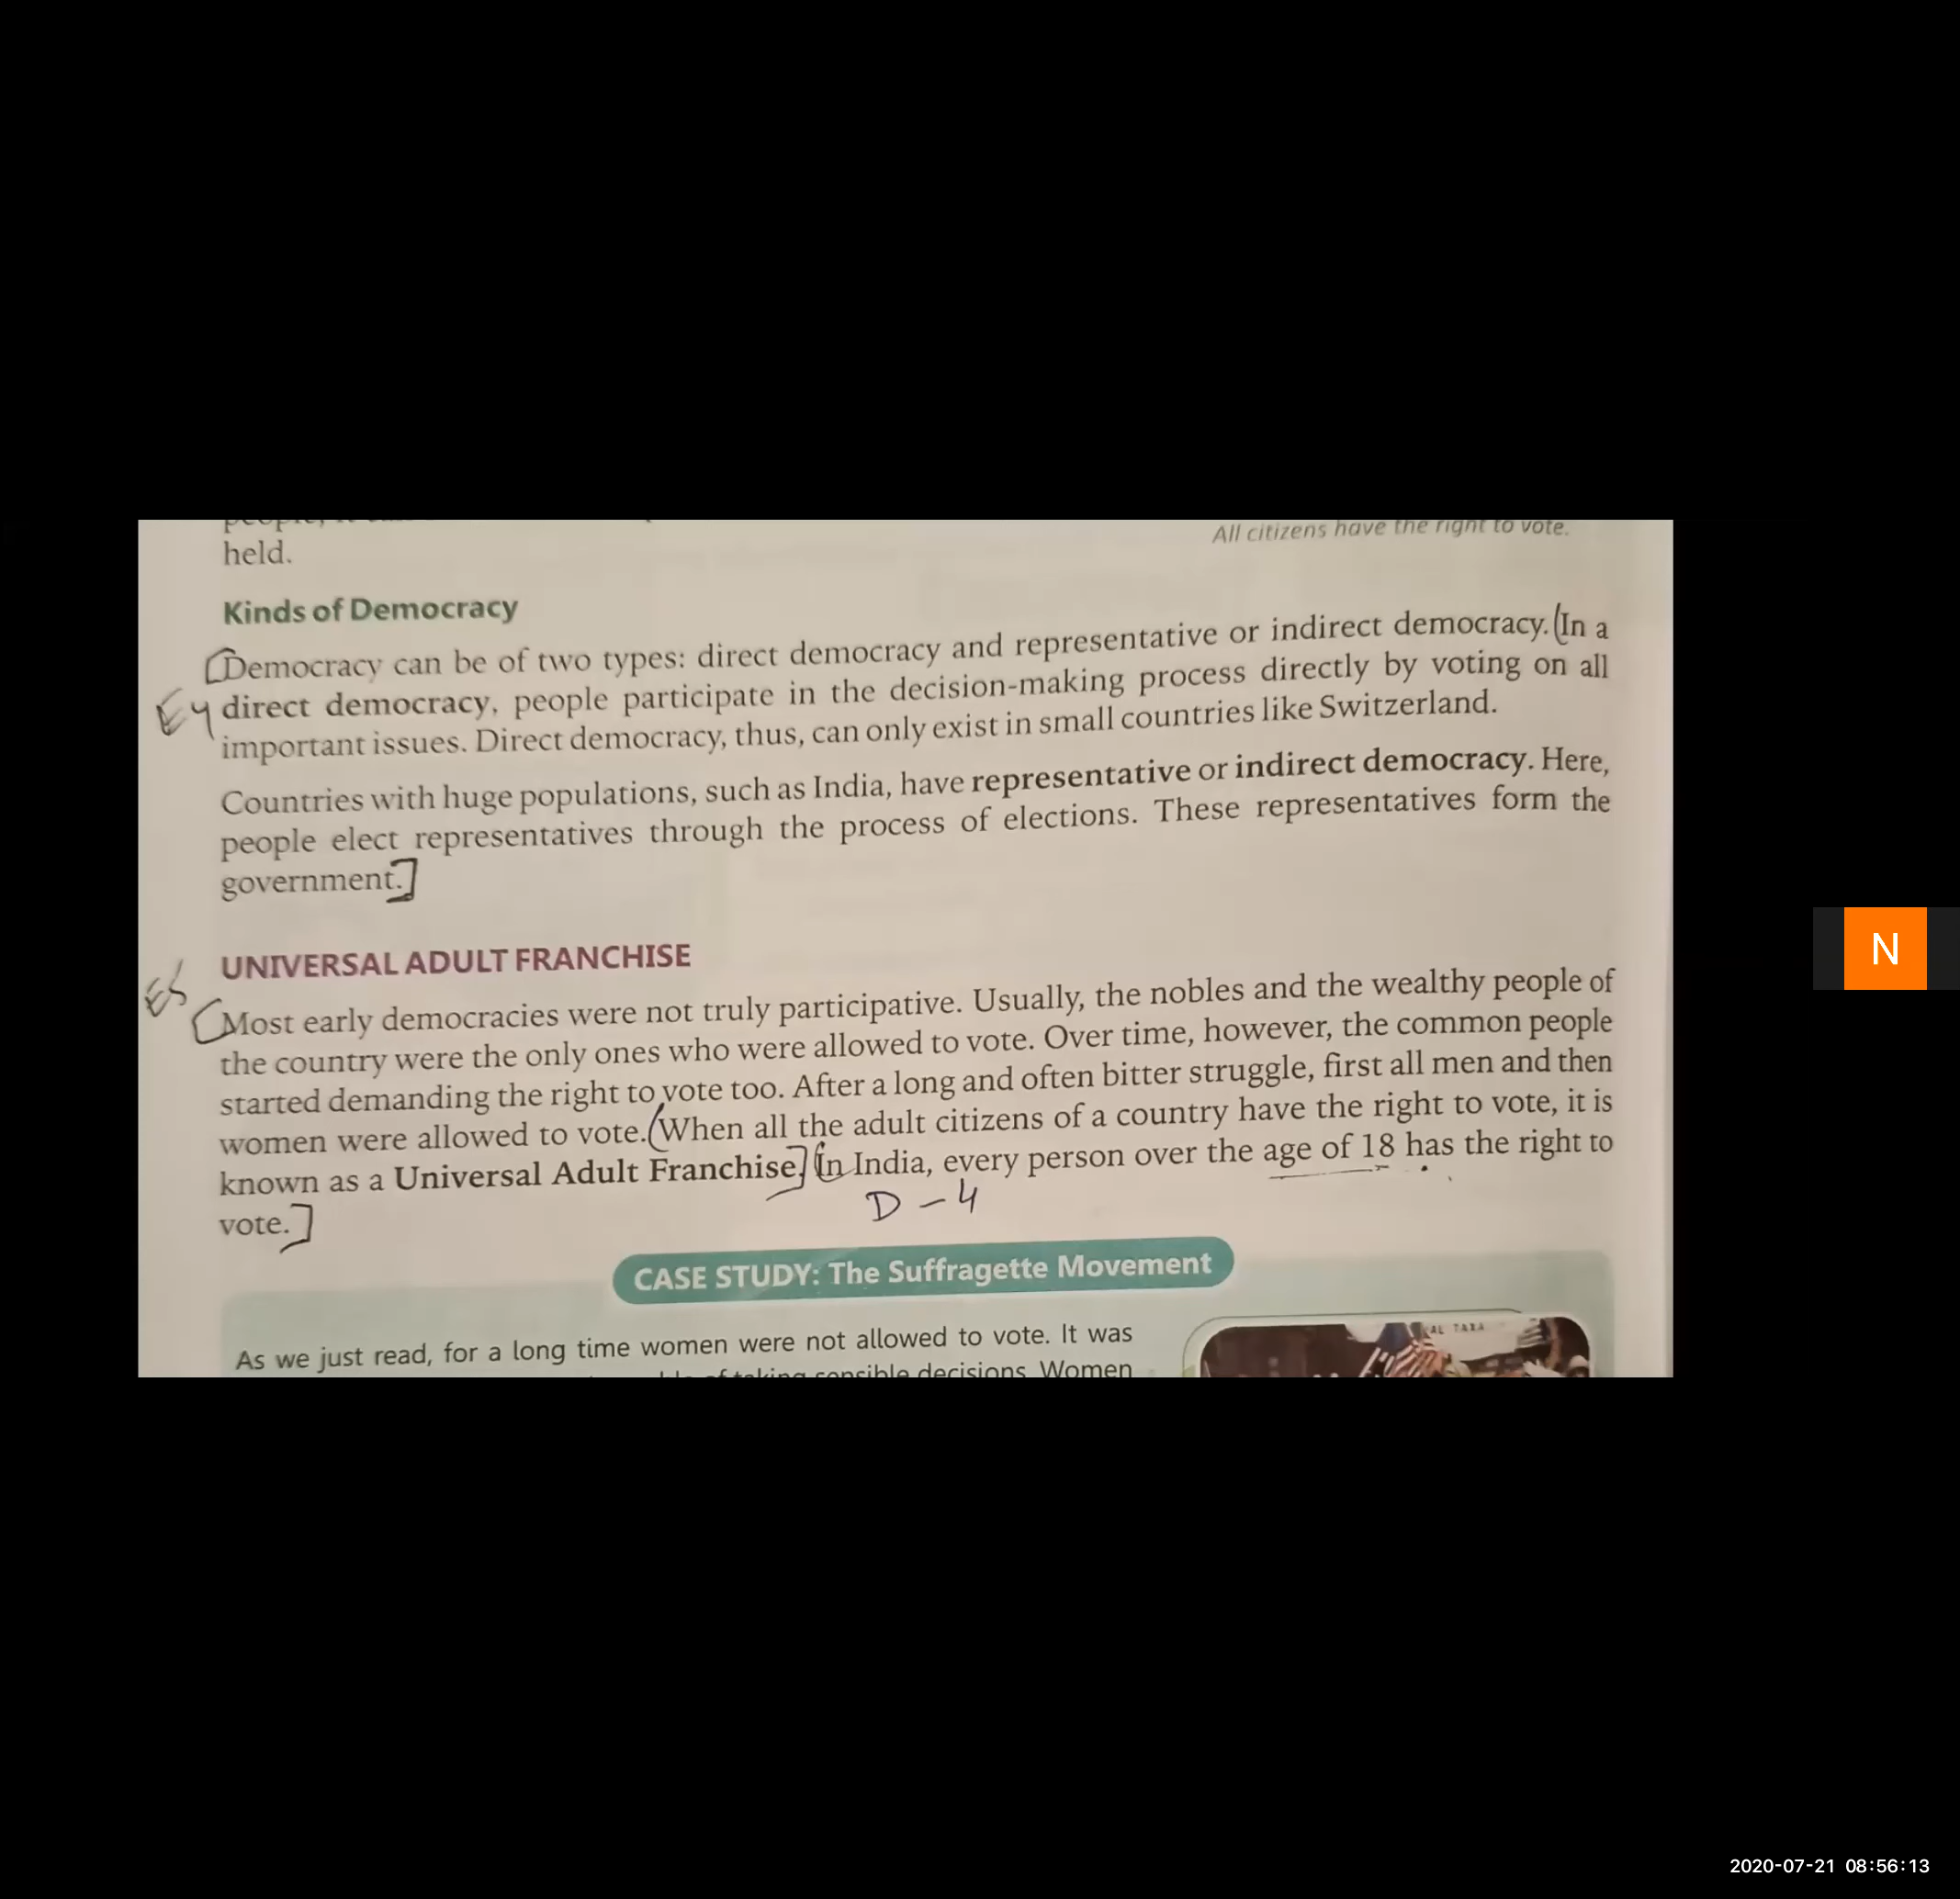 held.
All citizens have the right to vote.
Kinds of Democracy
Democracy can be of two types: direct democracy and representative or indirect democracy. (In a
E4 direct democracy, people participate in the decision-making process directly by voting on all
important issues. Direct democracy, thus, can only exist in small countries like Switzerland.
Countries with huge populations, such as India, have representative or indirect democracy. Here,
people elect representatives through the process of elections. These representatives form the
government.]
E5
UNIVERSAL ADULT FRANCHISE
[Most early democracies were not truly participative. Usually, the nobles and the wealthy people of
the country were the only ones who were allowed to vote. Over time, however, the common people
started demanding the right to vote too. After a long and often bitter struggle, first all men and then
women were allowed to vote. (When all the adult citizens of a country have the right to vote, it is
known as a Universal Adult Franchise.] [In India, every person over the age of 18 has the right to
vote.]
D - 4
CASE STUDY: The Suffragette Movement
As we just read, for a long time women were not allowed to vote. It was
of taking sensible decisions. Women
N
2020-07-21 08:56:13